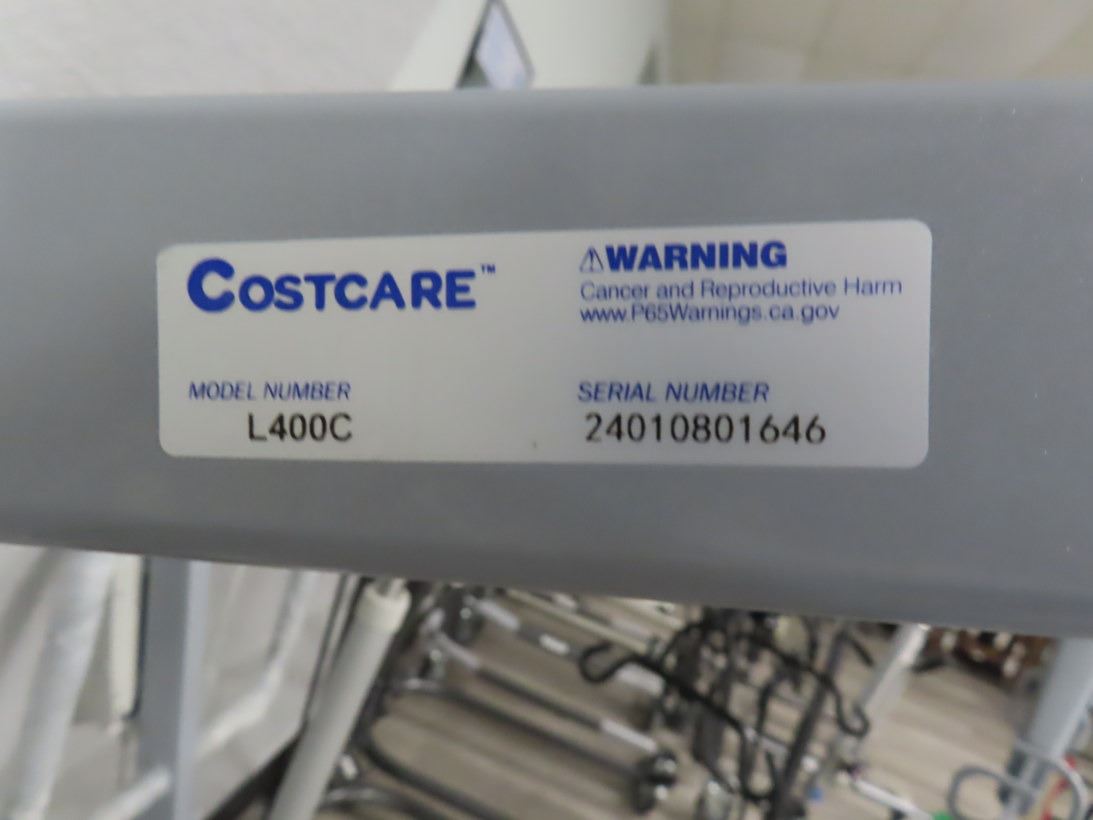 COSTCARE™
⚠WARNING
Cancer and Reproductive Harm
www.P65Warnings.ca.gov
MODEL NUMBER
L400C
SERIAL NUMBER
24010801646